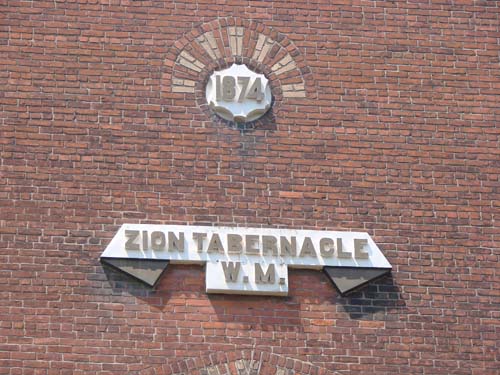 1874
ZION TABERNACLE
W. M.